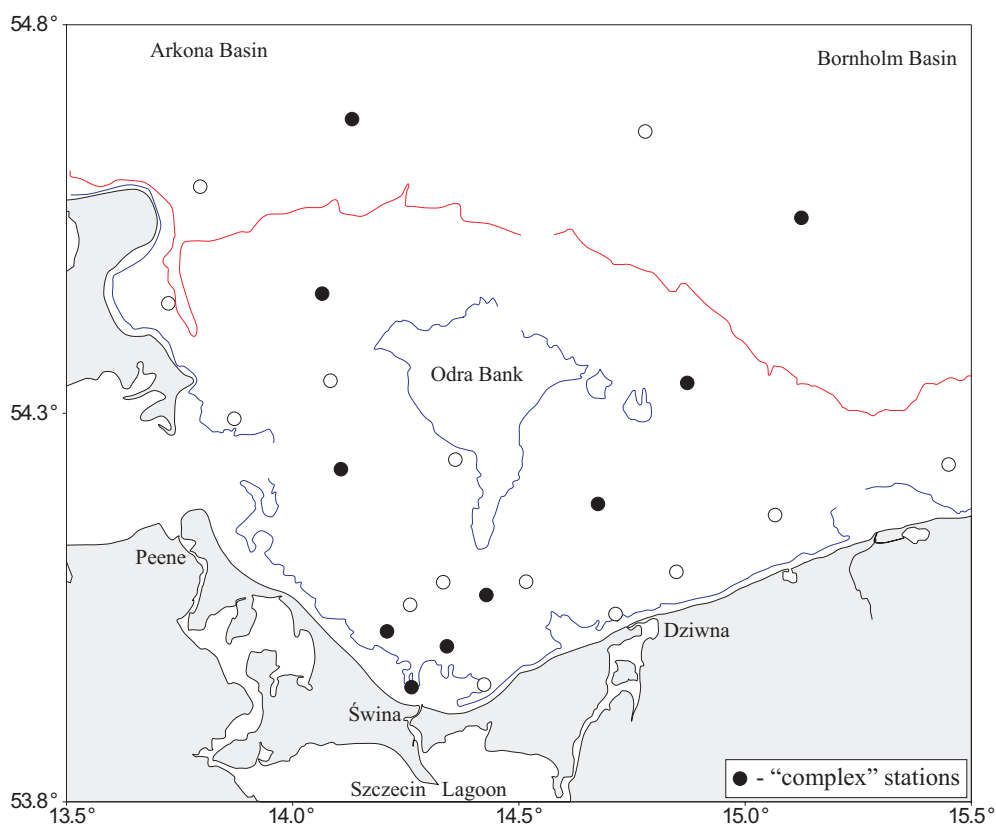 54.8°
Arkona Basin
Bornholm Basin
54.3°
Odra Bank
Peene
Dziwna
Świna
Szczecin Lagoon
● - “complex” stations
53.8°
13.5° 14.0° 14.5° 15.0° 15.5°